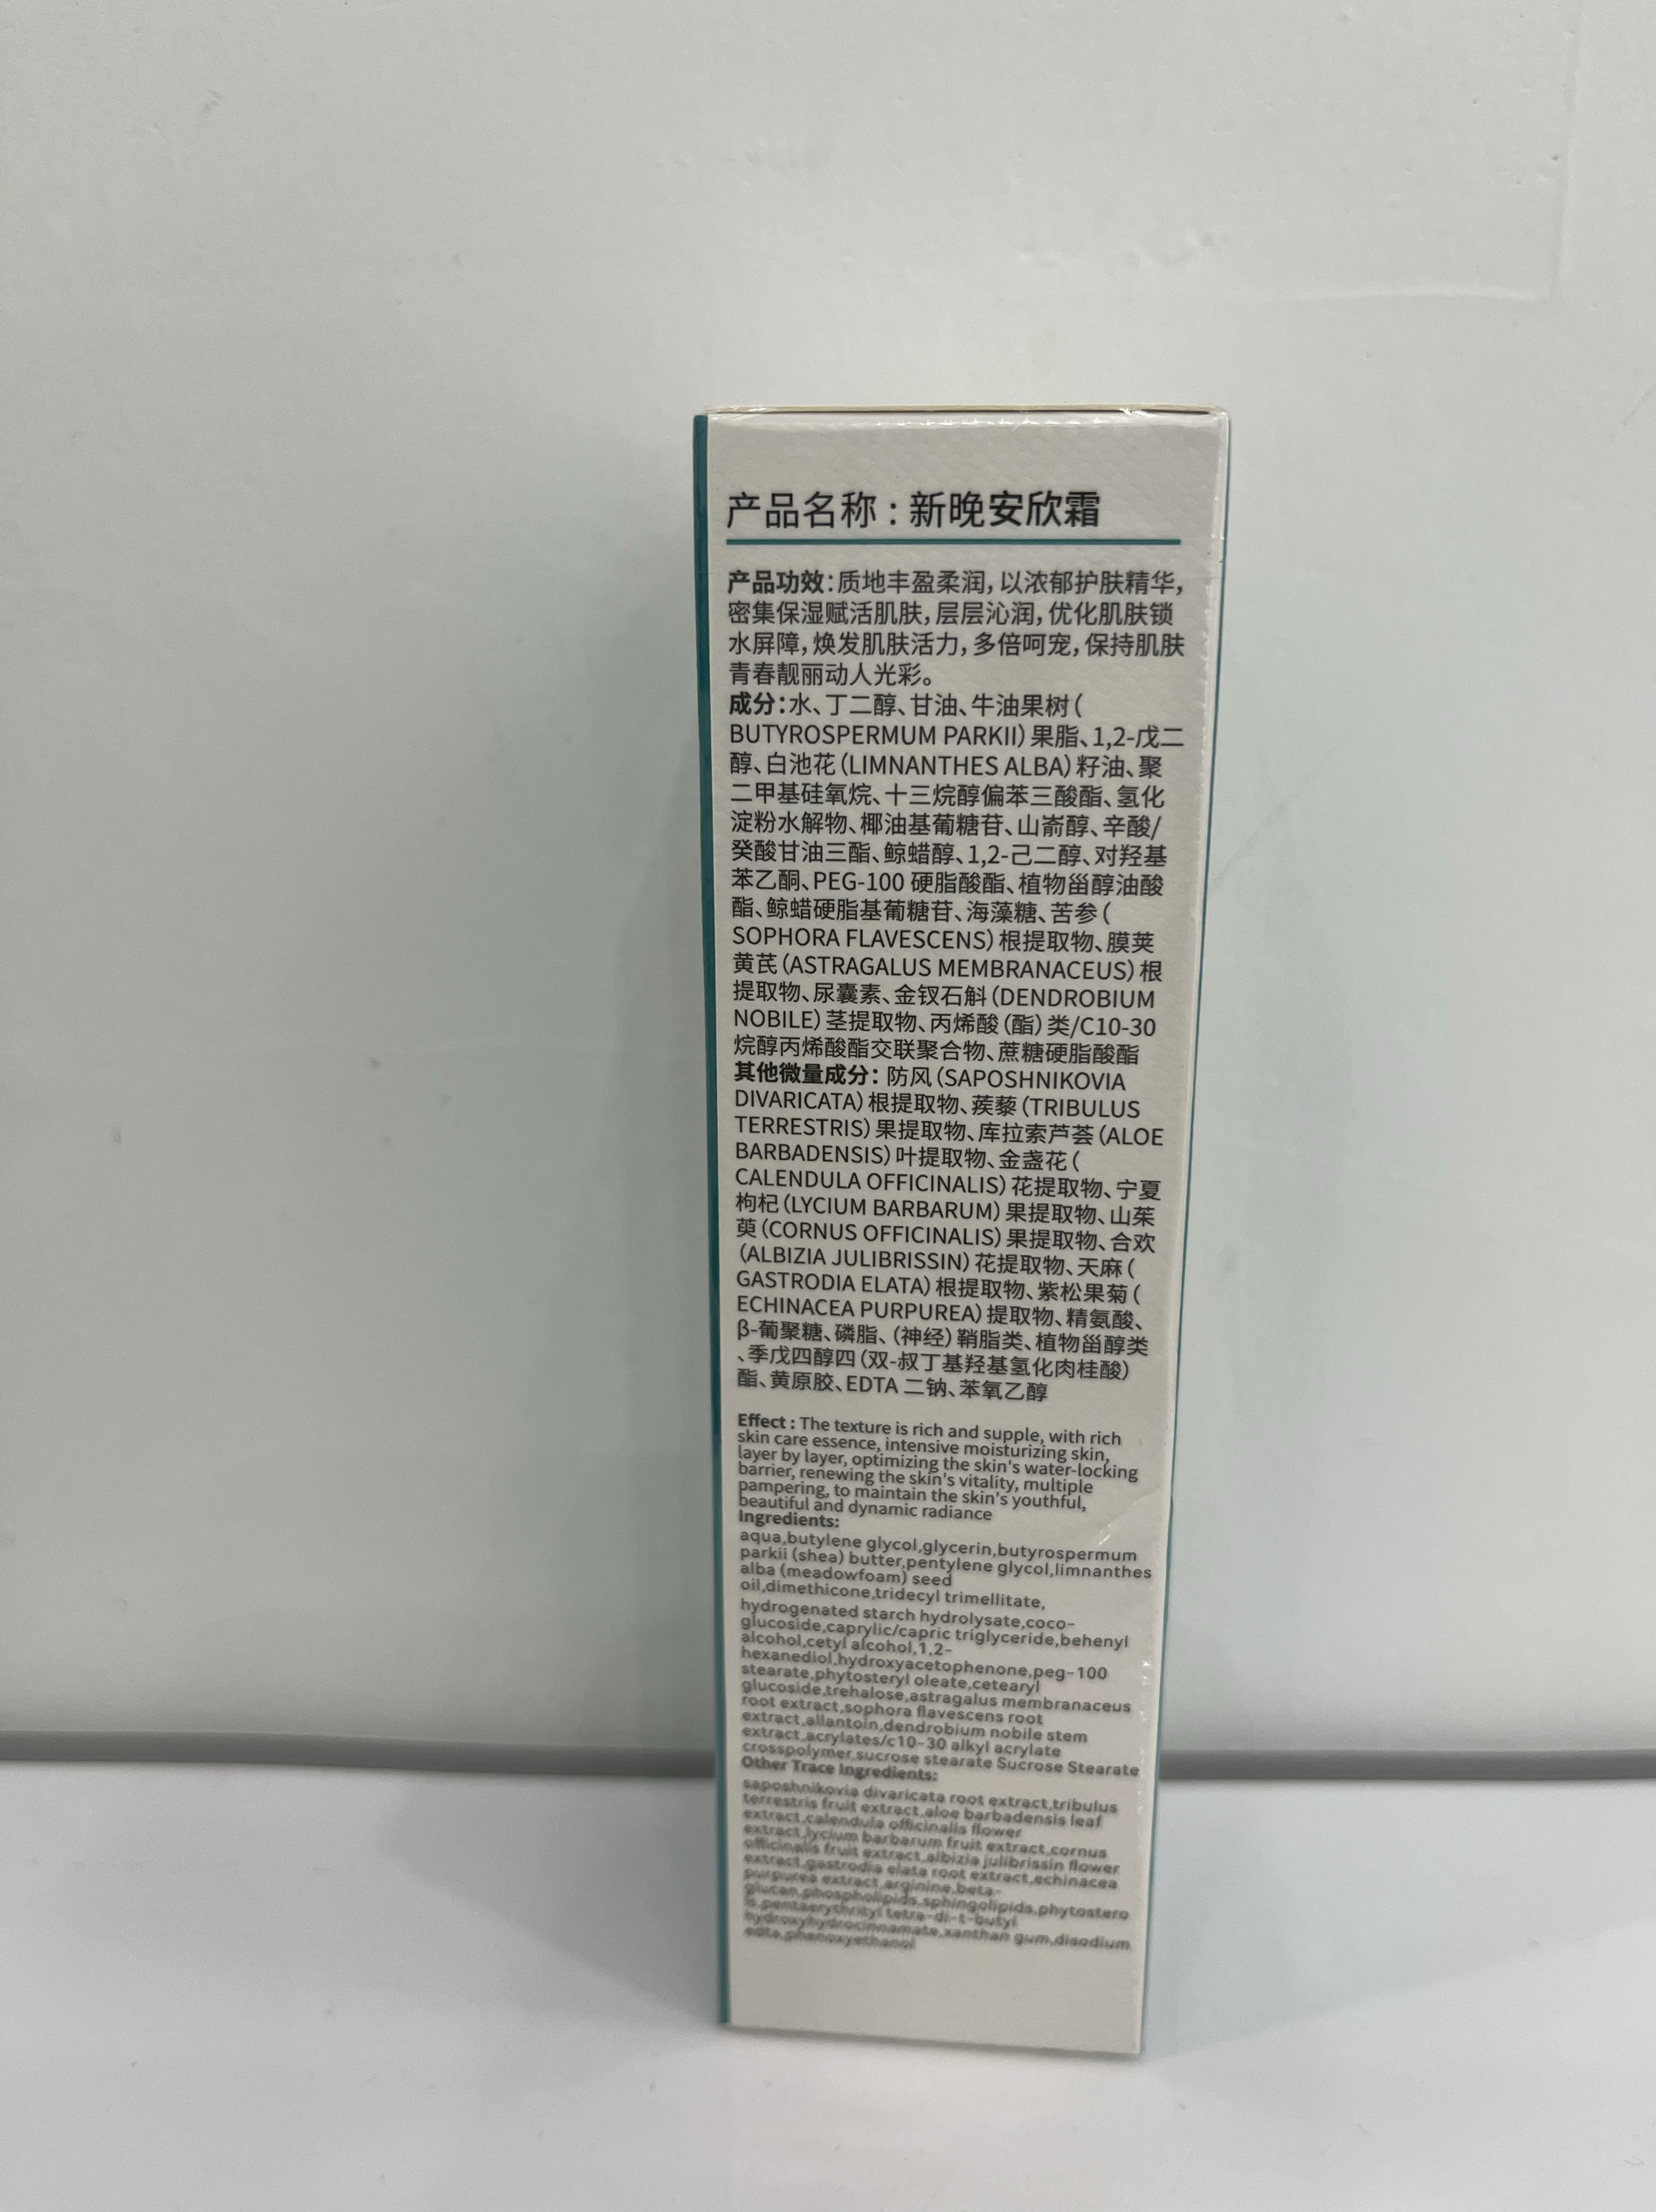 产品名称：新晚安欣霜
产品功效：质地丰盈柔润，以浓郁护肤精华，
密集保湿赋活肌肤，层层沁润，优化肌肤锁
水屏障，焕发肌肤活力，多倍呵宠，保持肌肤
青春靓丽动人光彩。
成分：水、丁二醇、甘油、牛油果树（
BUTYROSPERMUM PARKII）果脂、1,2-戊二
醇、白池花（LIMNANTHES ALBA）籽油、聚
二甲基硅氧烷、十三烷醇偏苯三酸酯、氢化
淀粉水解物、椰油基葡糖苷、山嵛醇、辛酸/
癸酸甘油三酯、鲸蜡醇、1,2-己二醇、对羟基
苯乙酮、PEG-100 硬脂酸酯、植物甾醇油酸
酯、鲸蜡硬脂基葡糖苷、海藻糖、苦参（
SOPHORA FLAVESCENS）根提取物、膜荚
黄芪（ASTRAGALUS MEMBRANACEUS）根
提取物、尿囊素、金钗石斛（DENDROBIUM
NOBILE）茎提取物、丙烯酸（酯）类/C10-30
烷醇丙烯酸酯交联聚合物、蔗糖硬脂酸酯
其他微量成分：防风（SAPOSHNIKOVIA
DIVARICATA）根提取物、蒺藜（TRIBULUS
TERRESTRIS）果提取物、库拉索芦荟（ALOE
BARBADENSIS）叶提取物、金盏花（
CALENDULA OFFICINALIS）花提取物、宁夏
枸杞（LYCIUM BARBARUM）果提取物、山茱
萸（CORNUS OFFICINALIS）果提取物、合欢
（ALBIZIA JULIBRISSIN）花提取物、天麻（
GASTRODIA ELATA）根提取物、紫松果菊（
ECHINACEA PURPUREA）提取物、精氨酸、
β-葡聚糖、磷脂、（神经）鞘脂类、植物甾醇类
、季戊四醇四（双-叔丁基羟基氢化肉桂酸）
酯、黄原胶、EDTA 二钠、苯氧乙醇
Effect : The texture is rich and supple, with rich
skin care essence, intensive moisturizing skin,
layer by layer, optimizing the skin's water-locking
barrier, renewing the skin's vitality, multiple
pampering, to maintain the skin's youthful,
beautiful and dynamic radiance
Ingredients:
aqua,butylene glycol,glycerin,butyrospermum
parkii (shea) butter,pentylene glycol,limnanthes
alba (meadowfoam) seed
oil,dimethicone,tridecyl trimellitate,
hydrogenated starch hydrolysate,coco-
glucoside,caprylic/capric triglyceride,behenyl
alcohol,cetyl alcohol,1,2-
hexanediol,hydroxyacetophenone,peg-100
stearate,phytosteryl oleate,cetearyl
glucoside,trehalose,astragalus membranaceus
root extract,sophora flavescens root
extract,allantoin,dendrobium nobile stem
extract,acrylates/c10-30 alkyl acrylate
crosspolymer,sucrose stearate Sucrose Stearate
Other Trace Ingredients:
saposhnikovia divaricata root extract,tribulus
terrestris fruit extract,aloe barbadensis leaf
extract,calendula officinalis flower
extract,lycium barbarum fruit extract,cornus
officinalis fruit extract,albizia julibrissin flower
extract,gastrodia elata root extract,echinacea
purpurea extract,arginine,beta-
glucan,phospholipids,sphingolipids,phytostero
ls,pentaerythrityl tetra-di-t-butyl
hydroxyhydrocinnamate,xanthan gum,disodium
edta,phenoxyethanol